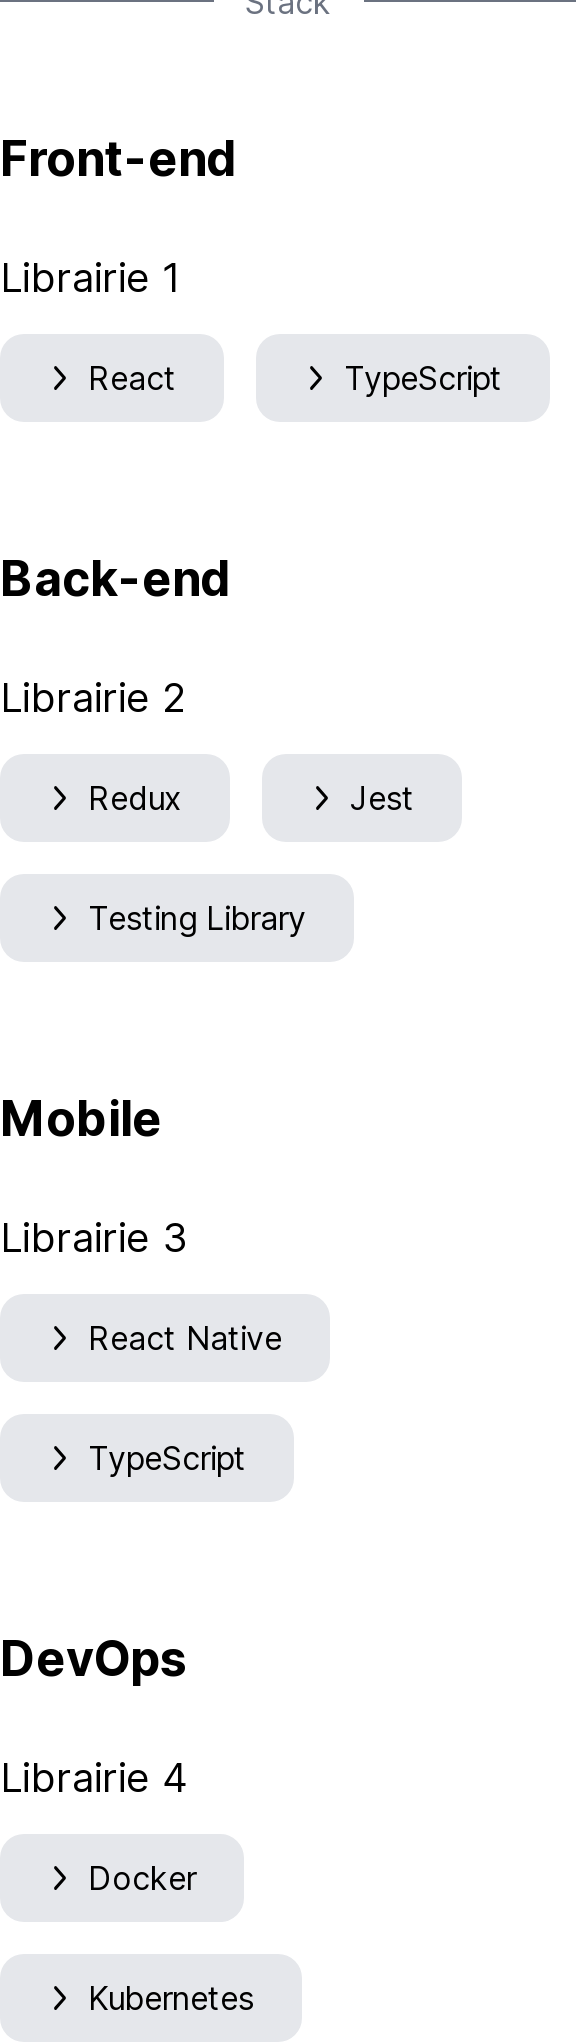 Stack
Front-end
Librairie 1
React TypeScript
Back-end
Librairie 2
Redux Jest
Testing Library
Mobile
Librairie 3
React Native
TypeScript
DevOps
Librairie 4
Docker
Kubernetes